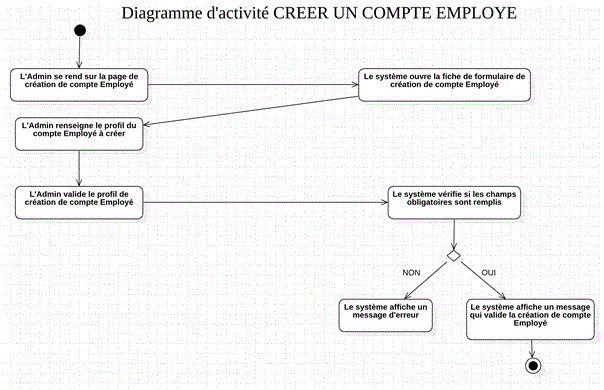 Diagramme d'activité CREER UN COMPTE EMPLOYE
L'Admin se rend sur la page de
création de compte Employé
Le système ouvre la fiche de formulaire de
création de compte Employé
L'Admin renseigne le profil du
compte Employé à créer
L'Admin valide le profil de
création de compte Employé
Le système vérifie si les champs
obligatoires sont remplis
NON
OUI
Le système affiche un
message d'erreur
Le système affiche un message
qui valide la création de compte
Employé